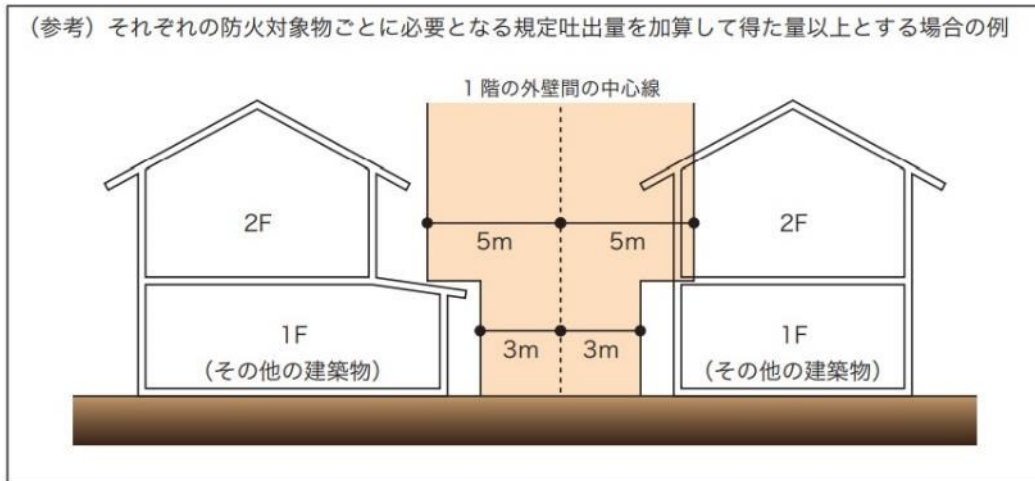 （参考）それぞれの防火対象物ごとに必要となる規定吐出量を加算して得た量以上とする場合の例
1階の外壁間の中心線
2F
5m
5m
2F
1F
（その他の建築物）
3m
3m
1F
（その他の建築物）